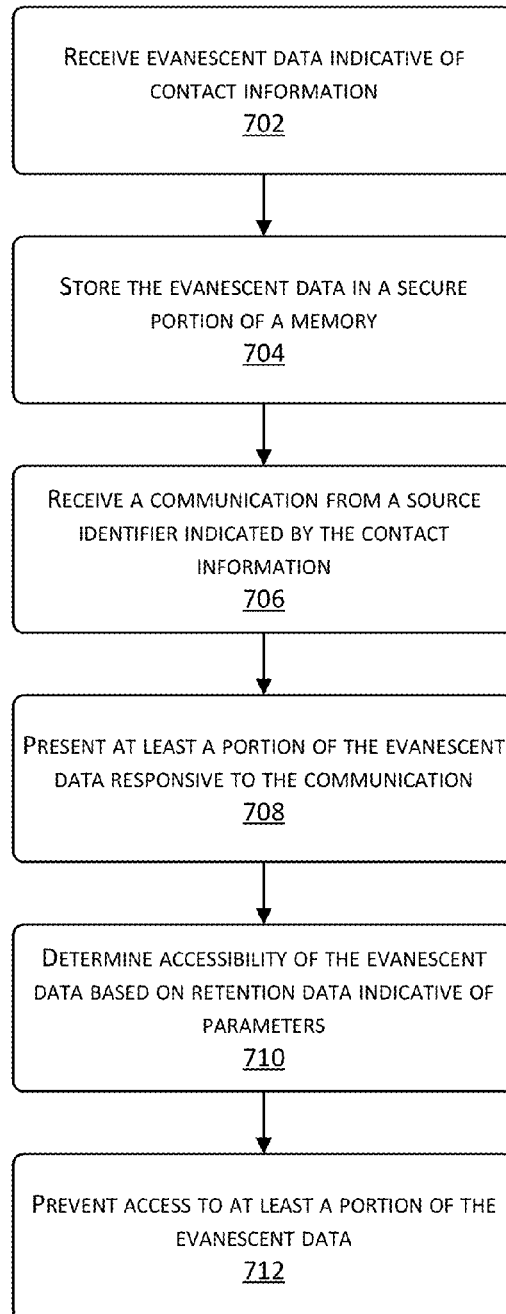 RECEIVE EVANESCENT DATA INDICATIVE OF
CONTACT INFORMATION
702
STORE THE EVANESCENT DATA IN A SECURE
PORTION OF A MEMORY
704
RECEIVE A COMMUNICATION FROM A SOURCE
IDENTIFIER INDICATED BY THE CONTACT
INFORMATION
706
PRESENT AT LEAST A PORTION OF THE EVANESCENT
DATA RESPONSIVE TO THE COMMUNICATION
708
DETERMINE ACCESSIBILITY OF THE EVANESCENT
DATA BASED ON RETENTION DATA INDICATIVE OF
PARAMETERS
710
PREVENT ACCESS TO AT LEAST A PORTION OF THE
EVANESCENT DATA
712